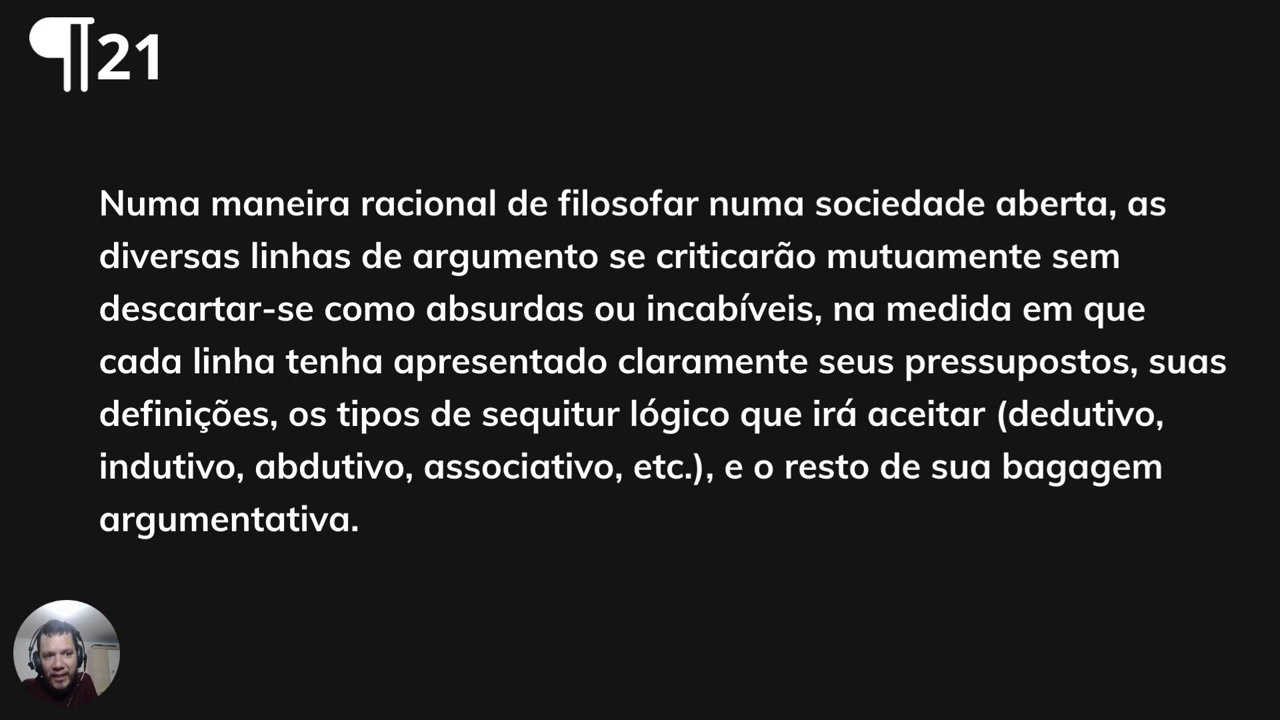 ¶21
Numa maneira racional de filosofar numa sociedade aberta, as
diversas linhas de argumento se criticarão mutuamente sem
descartar-se como absurdas ou incabíveis, na medida em que
cada linha tenha apresentado claramente seus pressupostos, suas
definições, os tipos de sequitur lógico que irá aceitar (dedutivo,
indutivo, abdutivo, associativo, etc.), e o resto de sua bagagem
argumentativa.